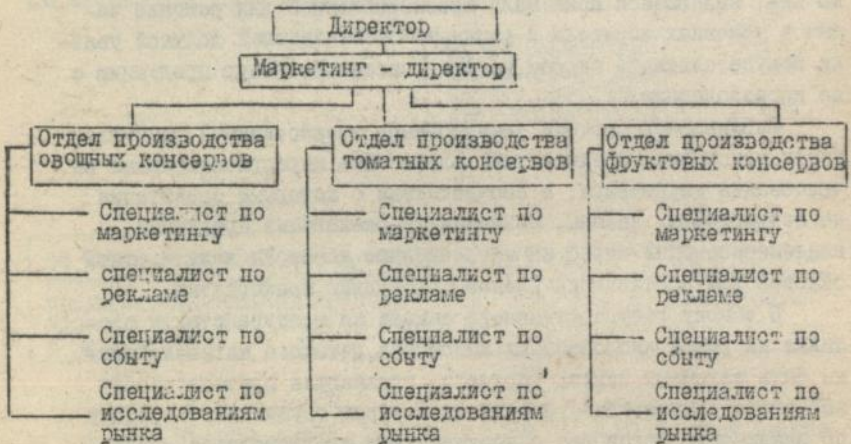 Директор
Маркетинг - директор
Отдел производства
овощных консервов
Специалист по
маркетингу
специалист по
рекламе
Специалист по
сбыту
Специалист по
исследованиям
рынка
Отдел производства
томатных консервов
Специалист по
маркетингу
Специалист по
рекламе
Специалист по
сбыту
Специалист по
исследованиям
рынка
Отдел производства
фруктовых консервов
Специалист по
маркетингу
Специалист по
рекламе
Специалист по
сбыту
Специалист по
исследованиям
рынка